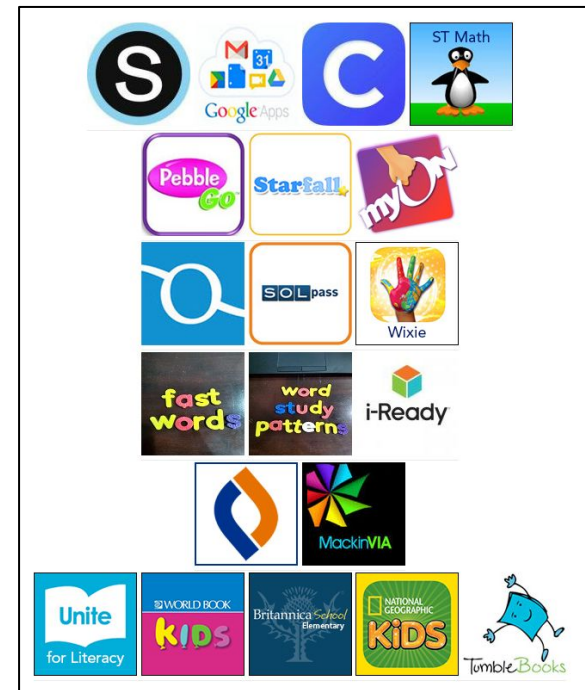 S
M
31
Google Apps
C
ST Math
Pebble
Go
Starfall
myON
SOL pass
Wixie
fast
words
word
study
patterns
i-Ready
MackinVIA
Unite
for Literacy
WORLD BOOK
kids
Britannica School
Elementary
NATIONAL
GEOGRAPHIC
KiDS
TumbleBooks